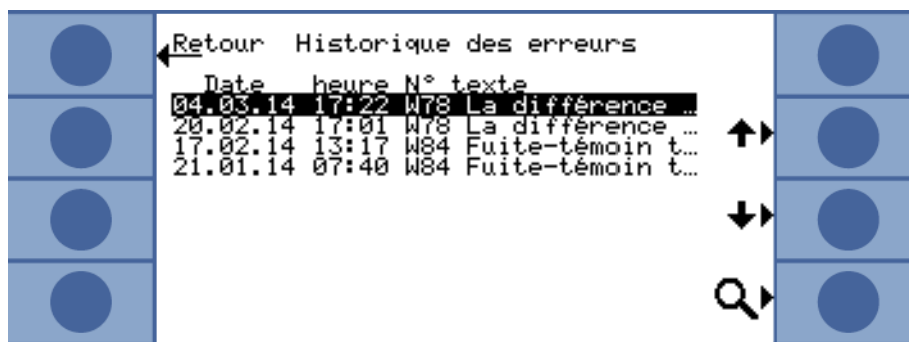 Retour Historique des erreurs
Date heure N° texte
04.03.14 17:22 W78 La différence …
20.02.14 17:01 W78 La différence …
17.02.14 13:17 W84 Fuite-témoin t…
21.01.14 07:40 W84 Fuite-témoin t…